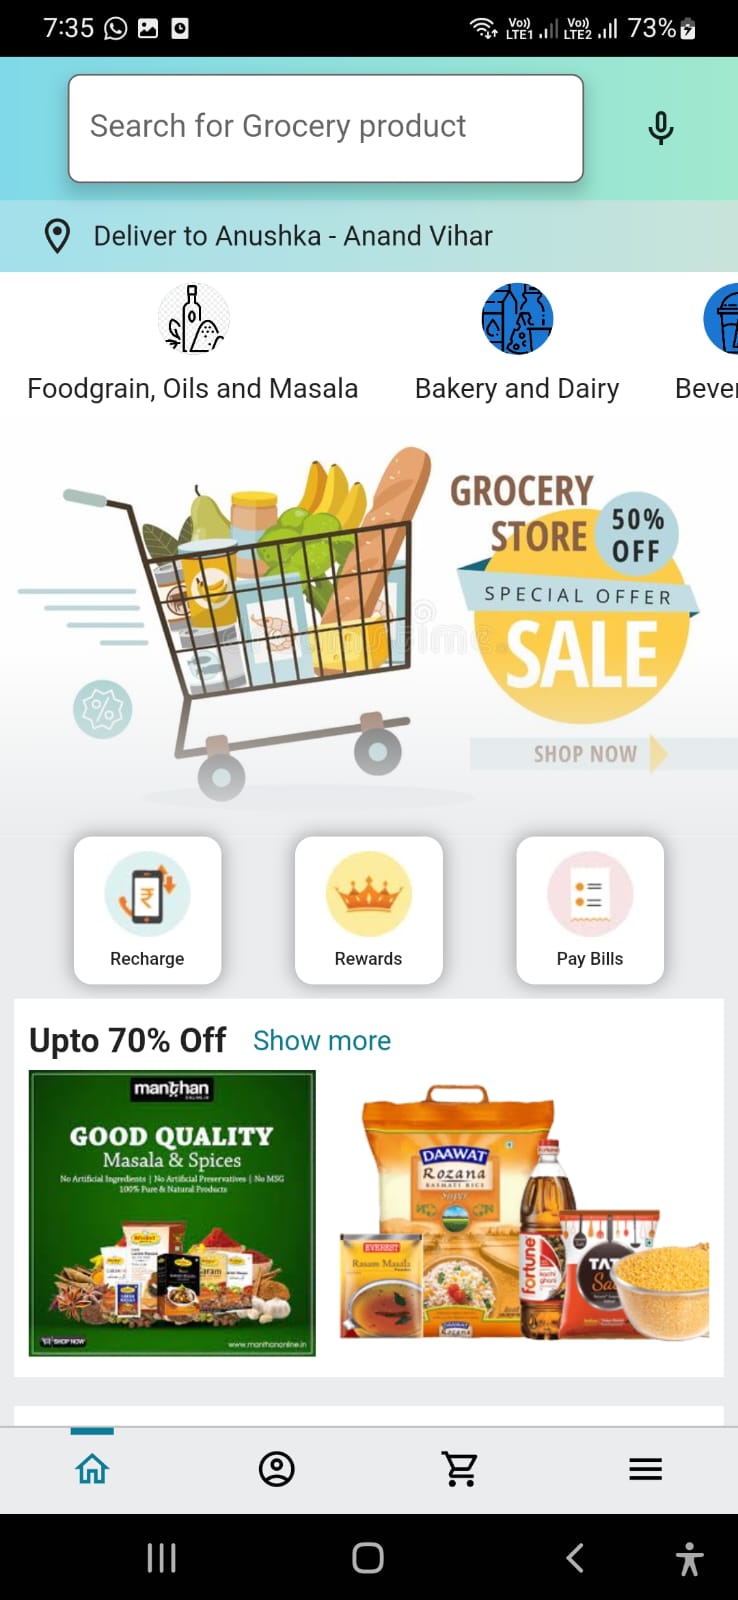 7:35
Vo)) LTE1
Vo)) LTE2
73%
Search for Grocery product
Deliver to Anushka - Anand Vihar
Foodgrain, Oils and Masala
Bakery and Dairy
Bever
GROCERY
STORE
50%
OFF
SPECIAL OFFER
SALE
SHOP NOW
Recharge
Rewards
Pay Bills
Upto 70% Off Show more
manthan
GOOD QUALITY
Masala & Spices
No Artificial Ingredients | No Artificial Preservatives | No MSG
100% Pure & Natural Products
SHOP NOW
www.manthanonline.in
DAAWAT
Rozana
BASMATI RICE
Super
EVEREST
Rasam Masala
fortune
TAT
Sa
DAAWAT
Rozana